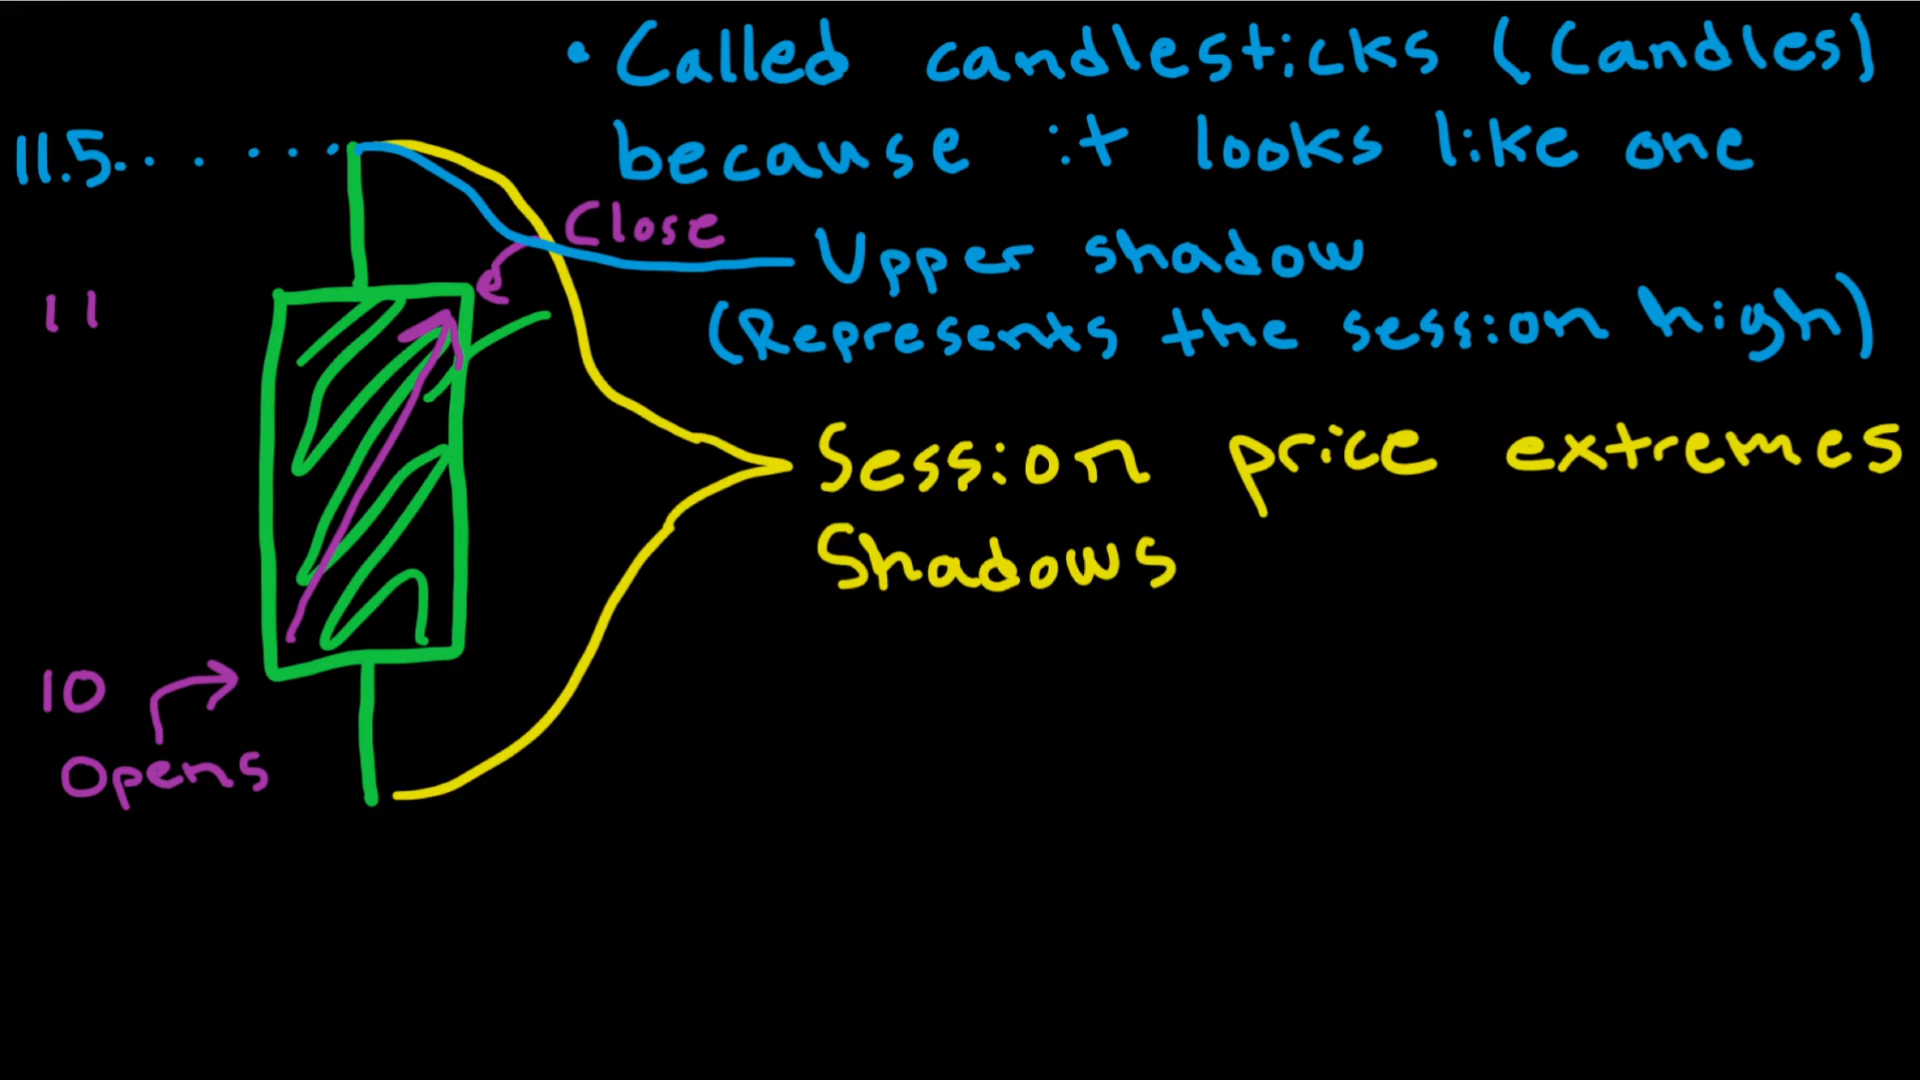 • Called candlesticks (Candles)
because it looks like one
11.5
Close
Upper shadow
11
(Represents the session high)
Session price extremes
Shadows
10
Opens